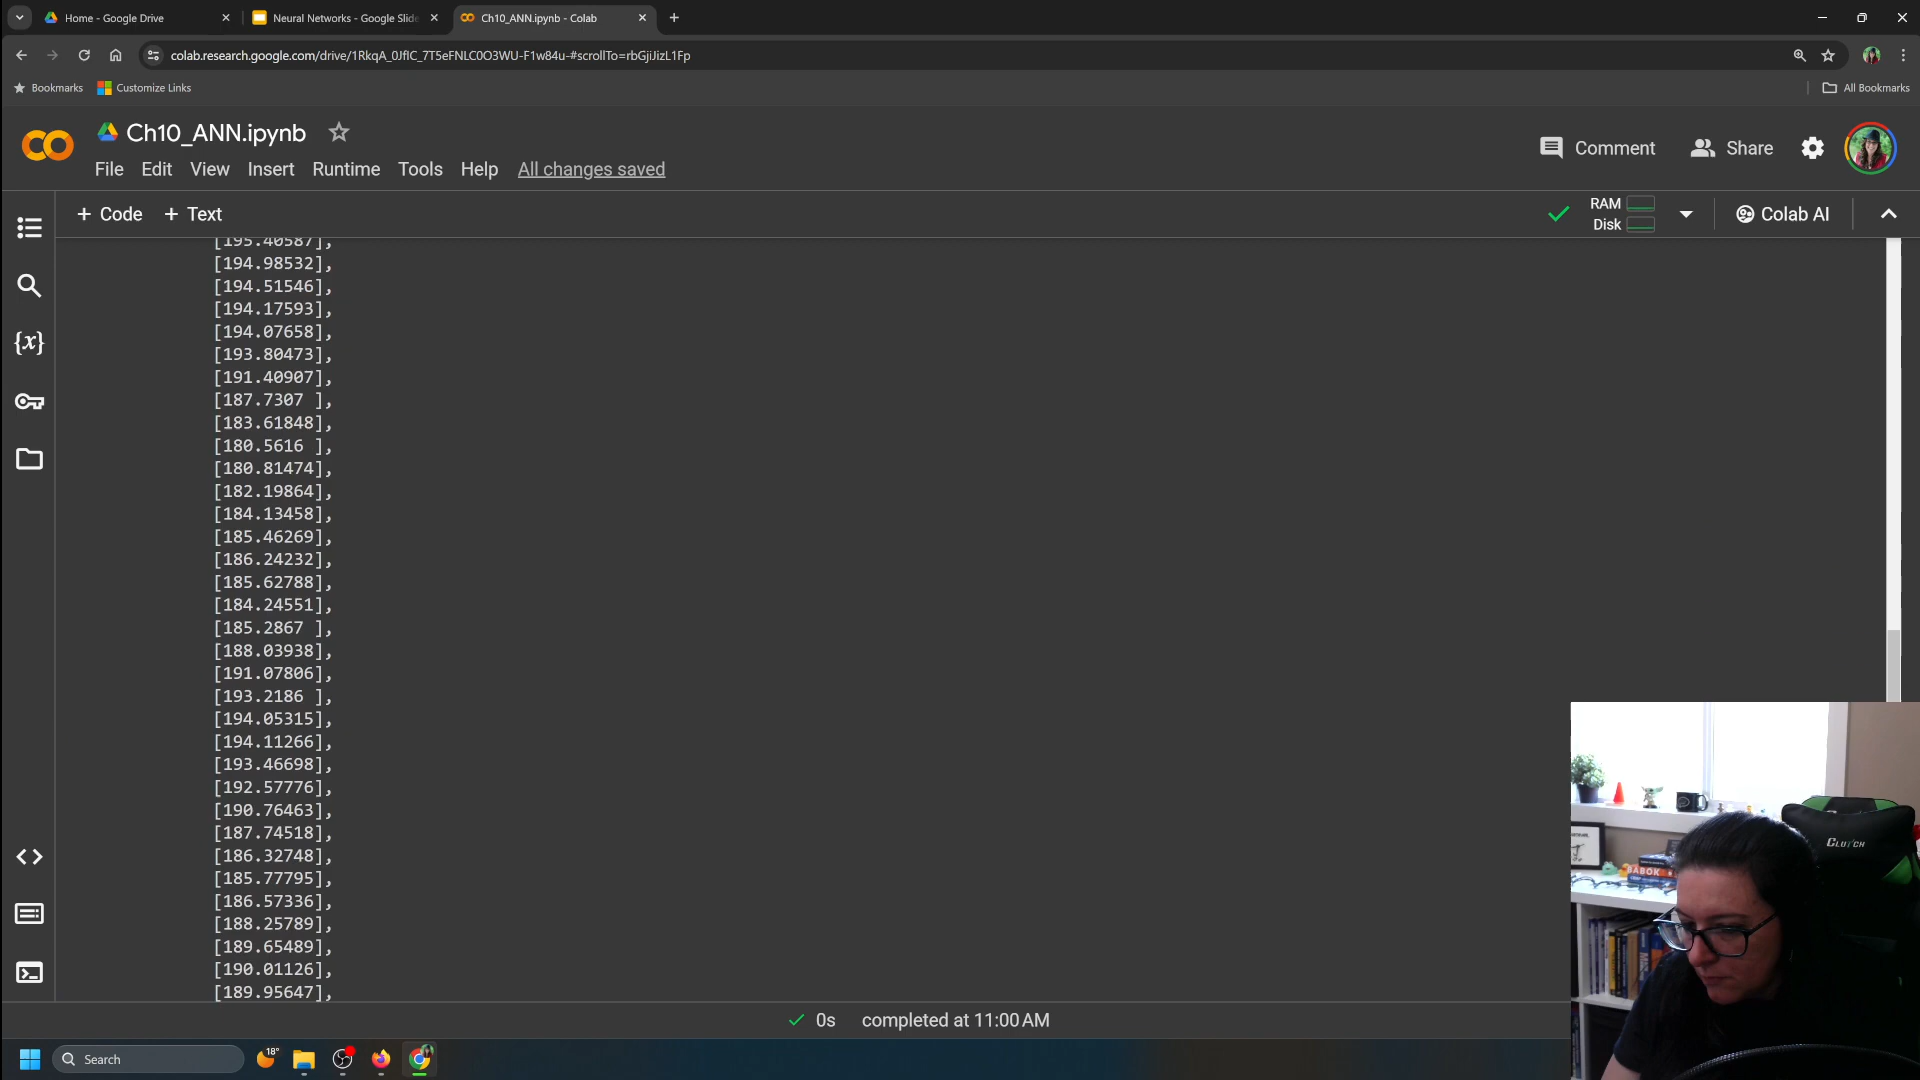 Home - Google Drive
Neural Networks - Google Slide
Ch10_ANN.ipynb - Colab
colab.research.google.com/drive/1RkqA_0JflC_7T5eFNLC0O3WU-F1w84u-#scrollTo=rbGjiJizL1Fp
Bookmarks
Customize Links
All Bookmarks
Ch10_ANN.ipynb
Comment
Share
File Edit View Insert Runtime Tools Help All changes saved
+ Code + Text
RAM
Disk
Colab AI
[195.40587],
[194.98532],
[194.51546],
[194.17593],
[194.07658],
[193.80473],
[191.40907],
[187.7307 ],
[183.61848],
[180.5616 ],
[180.81474],
[182.19864],
[184.13458],
[185.46269],
[186.24232],
[185.62788],
[184.24551],
[185.2867 ],
[188.03938],
[191.07806],
[193.2186 ],
[194.05315],
[194.11266],
[193.46698],
[192.57776],
[190.76463],
[187.74518],
[186.32748],
[185.77795],
[186.57336],
[188.25789],
[189.65489],
[190.01126],
[189.95647],
{x}
CLUTCH
BABOK
0s completed at 11:00 AM
Search
18°